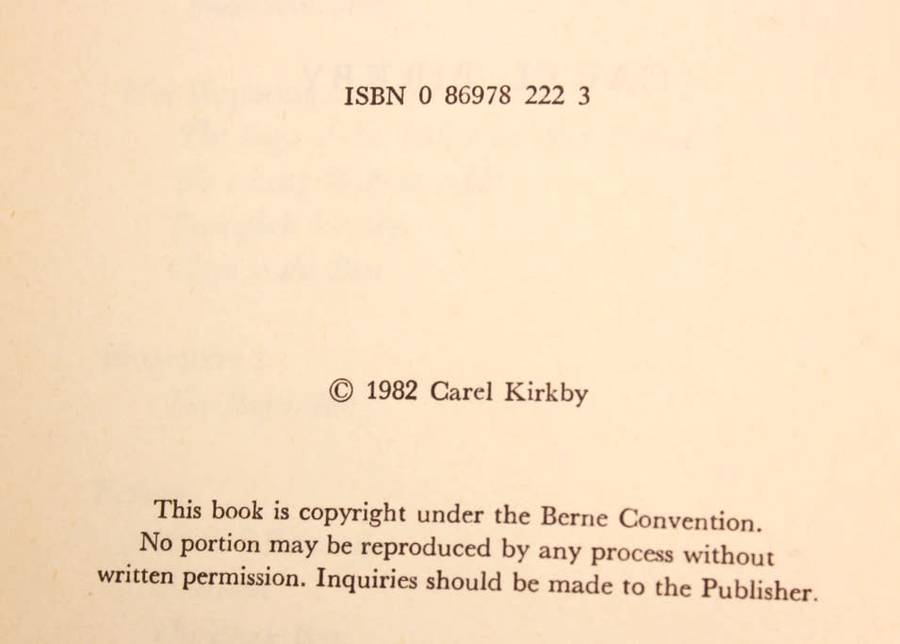 ISBN 0 86978 222 3
© 1982 Carel Kirkby
This book is copyright under the Berne Convention.
No portion may be reproduced by any process without
written permission. Inquiries should be made to the Publisher.